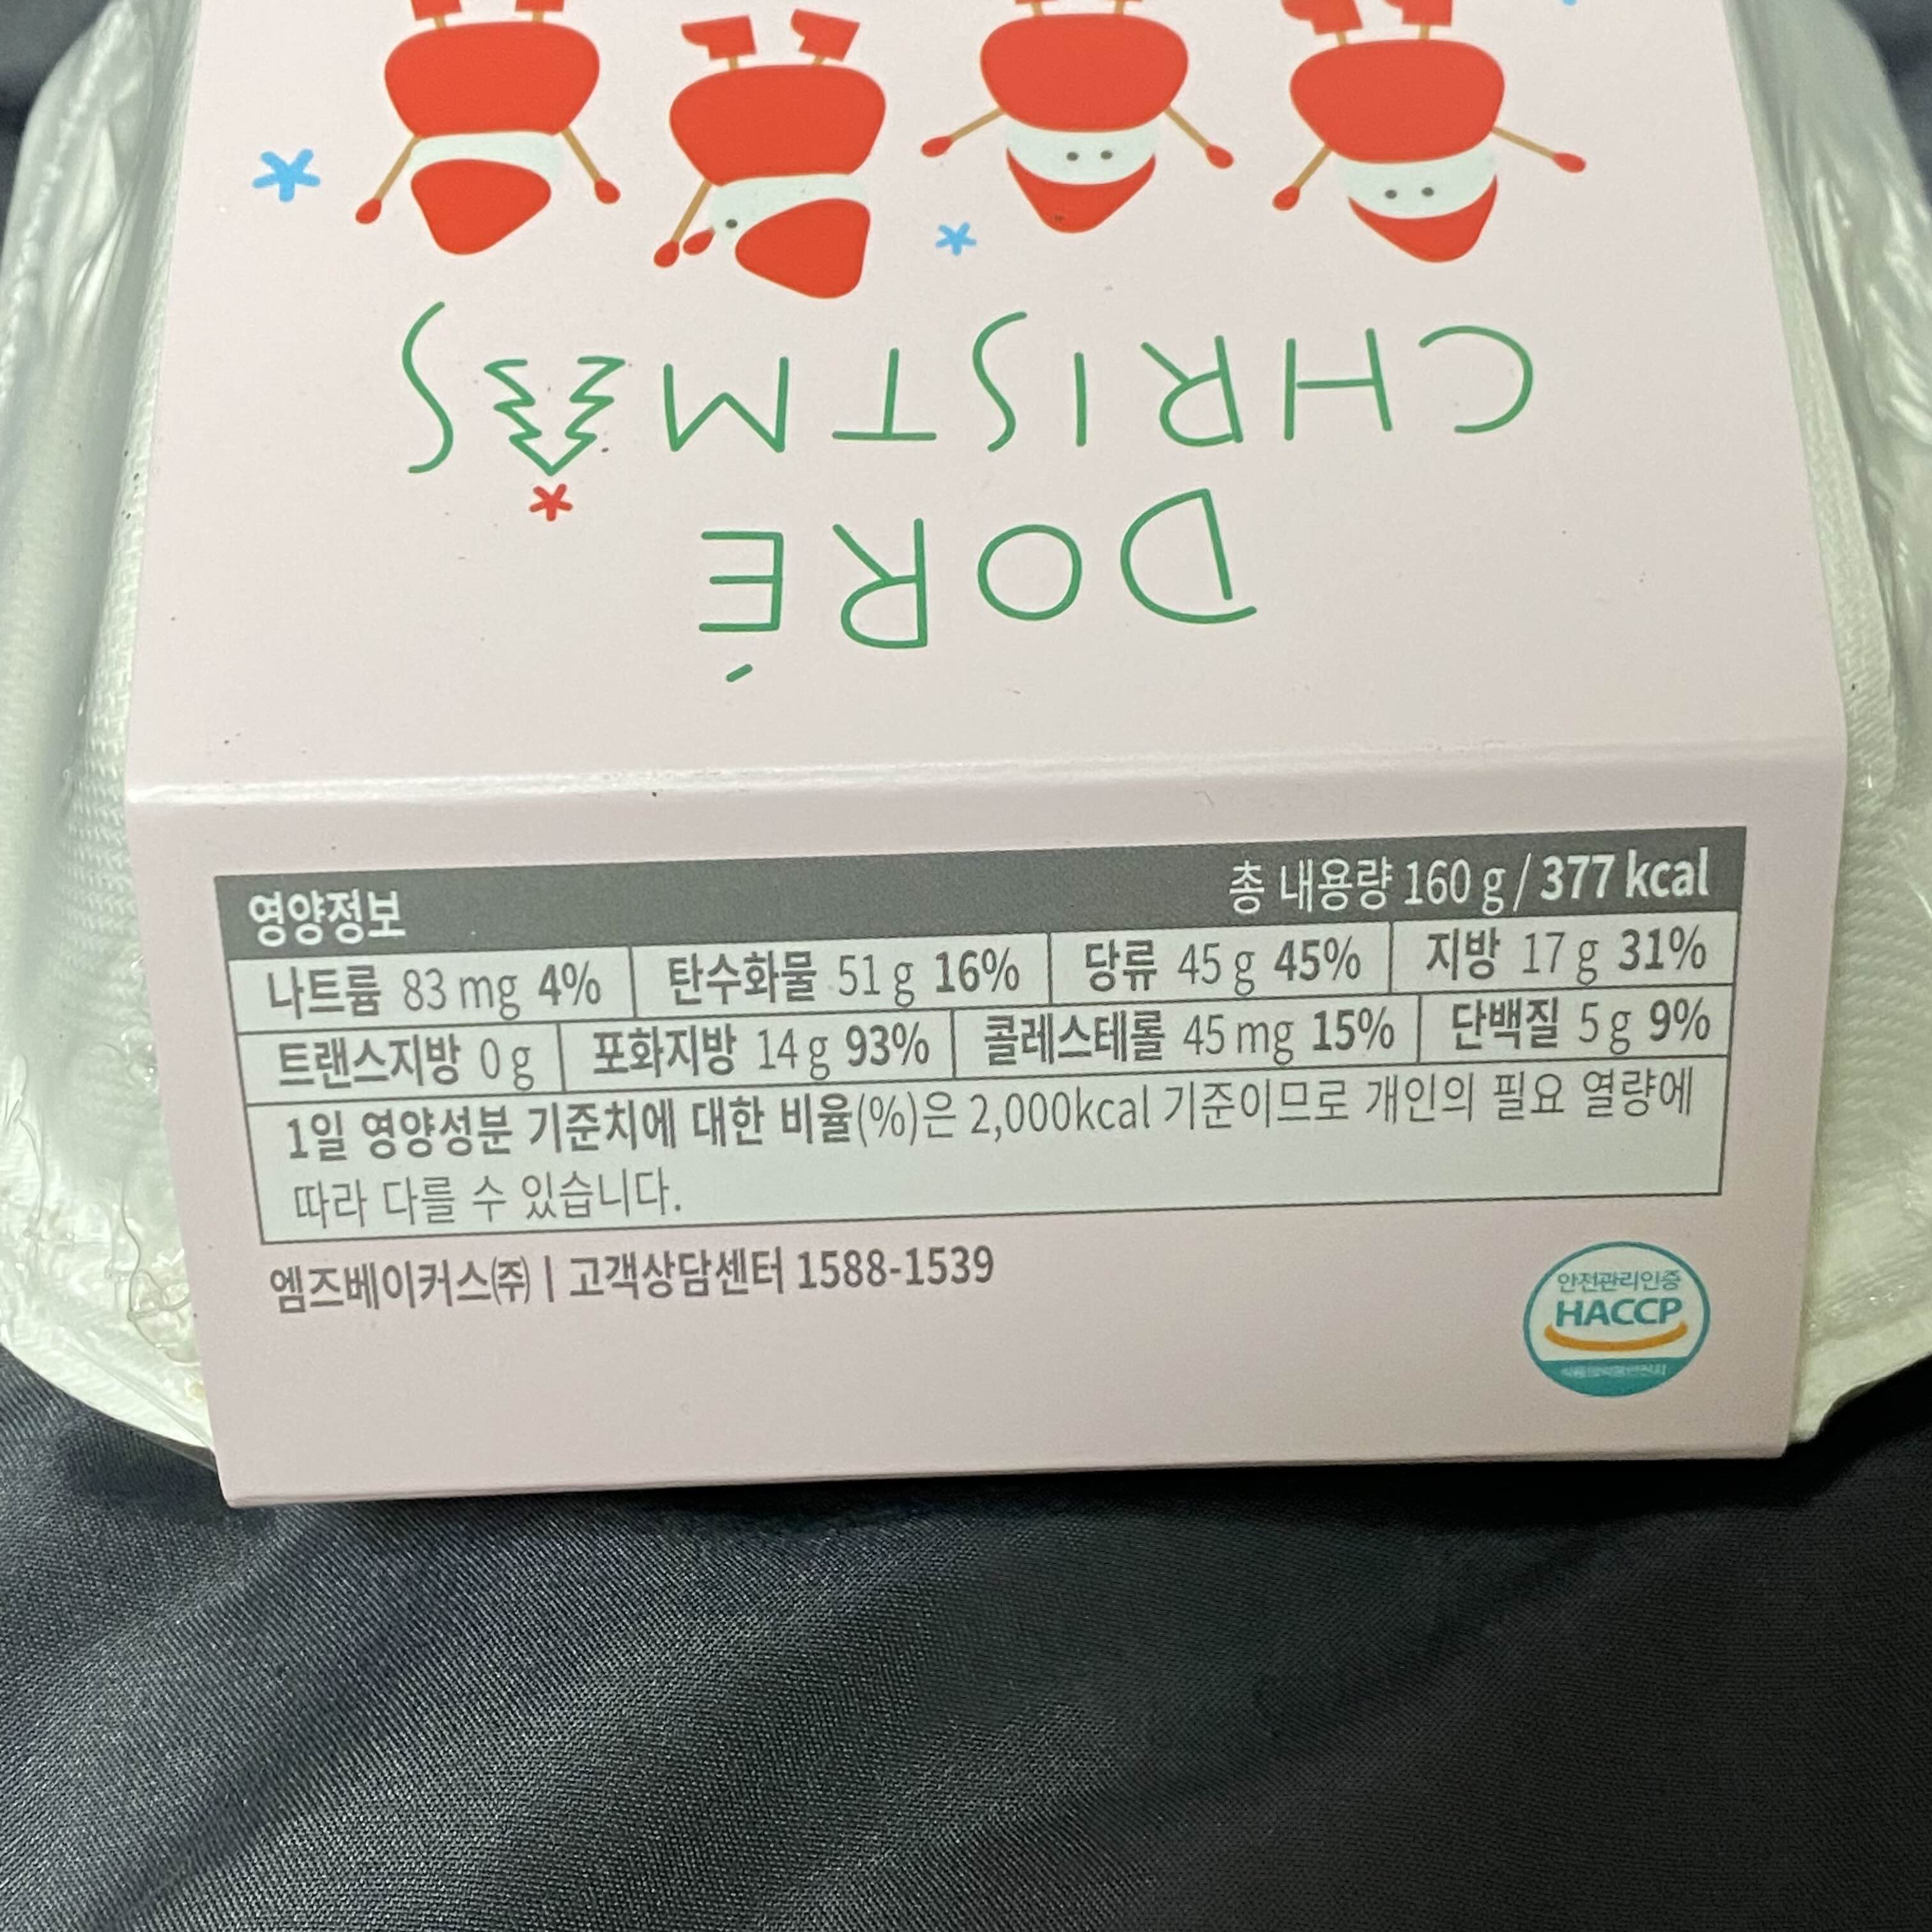 DORÉ
CHRISTMAS
영양정보 총 내용량 160 g / 377 kcal
나트륨 83 mg 4% 탄수화물 51 g 16% 당류 45 g 45% 지방 17 g 31%
트랜스지방 0 g 포화지방 14 g 93% 콜레스테롤 45 mg 15% 단백질 5 g 9%
1일 영양성분 기준치에 대한 비율(%)은 2,000kcal 기준이므로 개인의 필요 열량에
따라 다를 수 있습니다.
엠즈베이커스㈜ | 고객상담센터 1588-1539
안전관리인증
HACCP